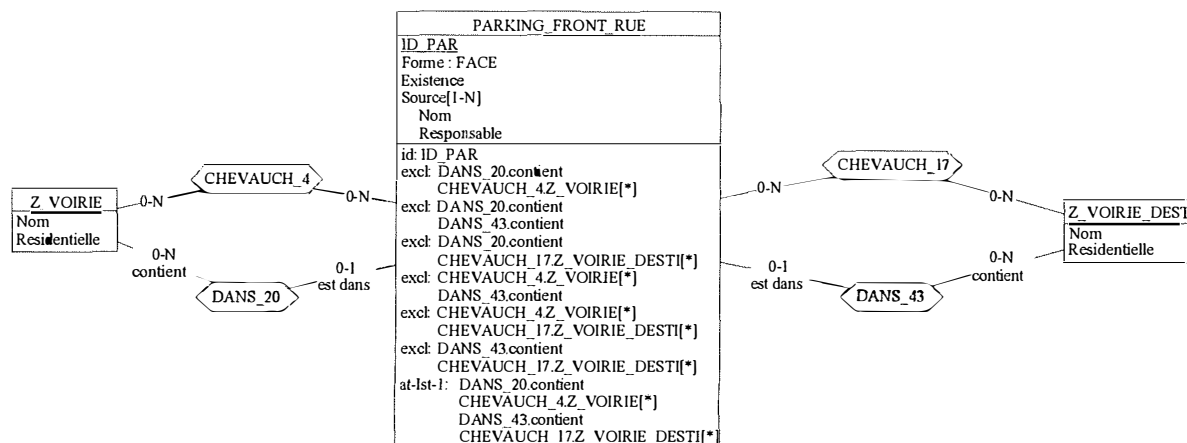 PARKING_FRONT_RUE
ID_PAR
Forme : FACE
Existence
Source[1-N]
Nom
Responsable
id: ID_PAR
excl: DANS_20.contient
CHEVAUCH_4.Z_VOIRIE[*]
excl: DANS_20.contient
DANS_43.contient
excl: DANS_20.contient
CHEVAUCH_17.Z_VOIRIE_DESTI[*]
excl: CHEVAUCH_4.Z_VOIRIE[*]
DANS_43.contient
excl: CHEVAUCH_4.Z_VOIRIE[*]
CHEVAUCH_17.Z_VOIRIE_DESTI[*]
excl: DANS_43.contient
CHEVAUCH_17.Z_VOIRIE_DESTI[*]
at-lst-1: DANS_20.contient
CHEVAUCH_4.Z_VOIRIE[*]
DANS_43.contient
CHEVAUCH_17.Z_VOIRIE_DESTI[*]
Z_VOIRIE
Nom
Residentielle
0-N
CHEVAUCH_4
0-N
0-N
contient
DANS_20
0-1
est dans
0-N
CHEVAUCH_17
0-N
0-1
est dans
DANS_43
0-N
contient
Z_VOIRIE_DEST
Nom
Residentielle